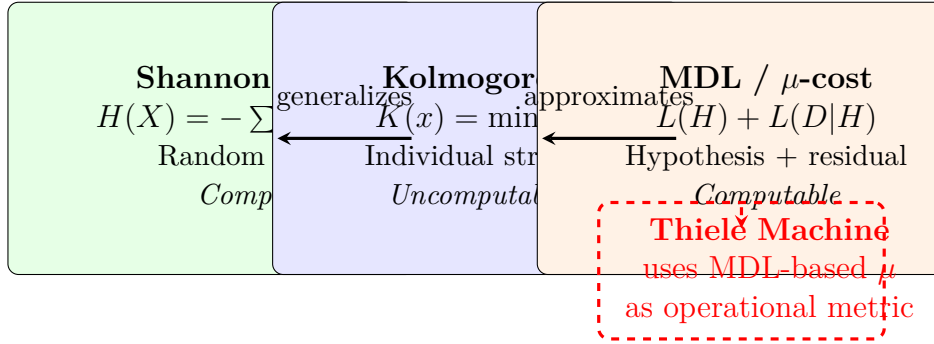 Shannon
H(X) = − ∑
Random
Comp
generalizes
Kolmogor
K(x) = min
Individual str
Uncomputa
approximates
MDL / μ-cost
L(H) + L(D|H)
Hypothesis + residual
Computable
Thiele Machine
uses MDL-based μ
as operational metric